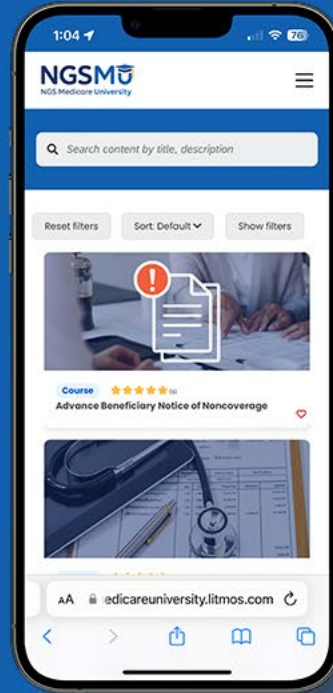 1:04
76
NGSMU
NGS Medicare University
Search content by title, description
Reset filters
Sort: Default
Show filters
Course
Advance Beneficiary Notice of Noncoverage
AA
edicareuniversity.litmos.com